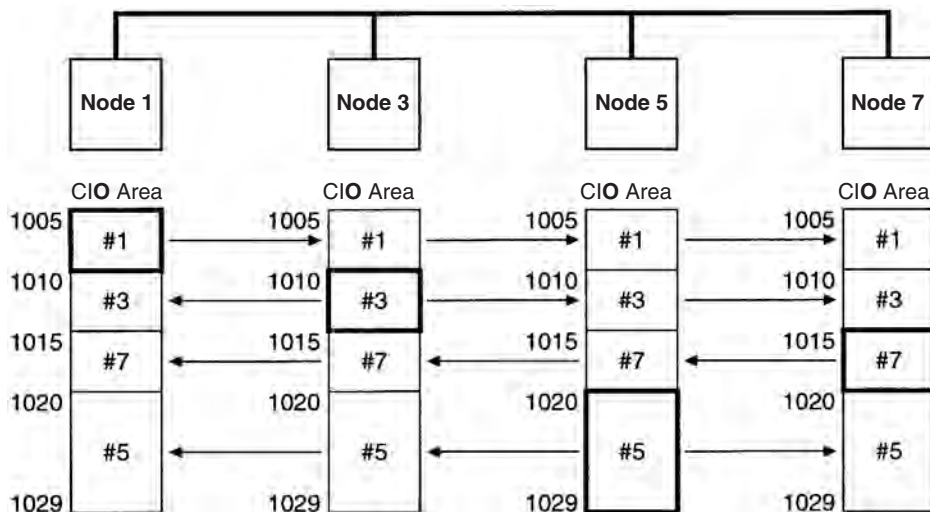 Node 1 Node 3 Node 5 Node 7
CIO Area CIO Area CIO Area CIO Area
1005 #1 1005 #1 1005 #1 1005 #1
1010 #3 1010 #3 1010 #3 1010 #3
1015 #7 1015 #7 1015 #7 1015 #7
1020 1020 1020 1020
#5 #5 #5 #5
1029 1029 1029 1029